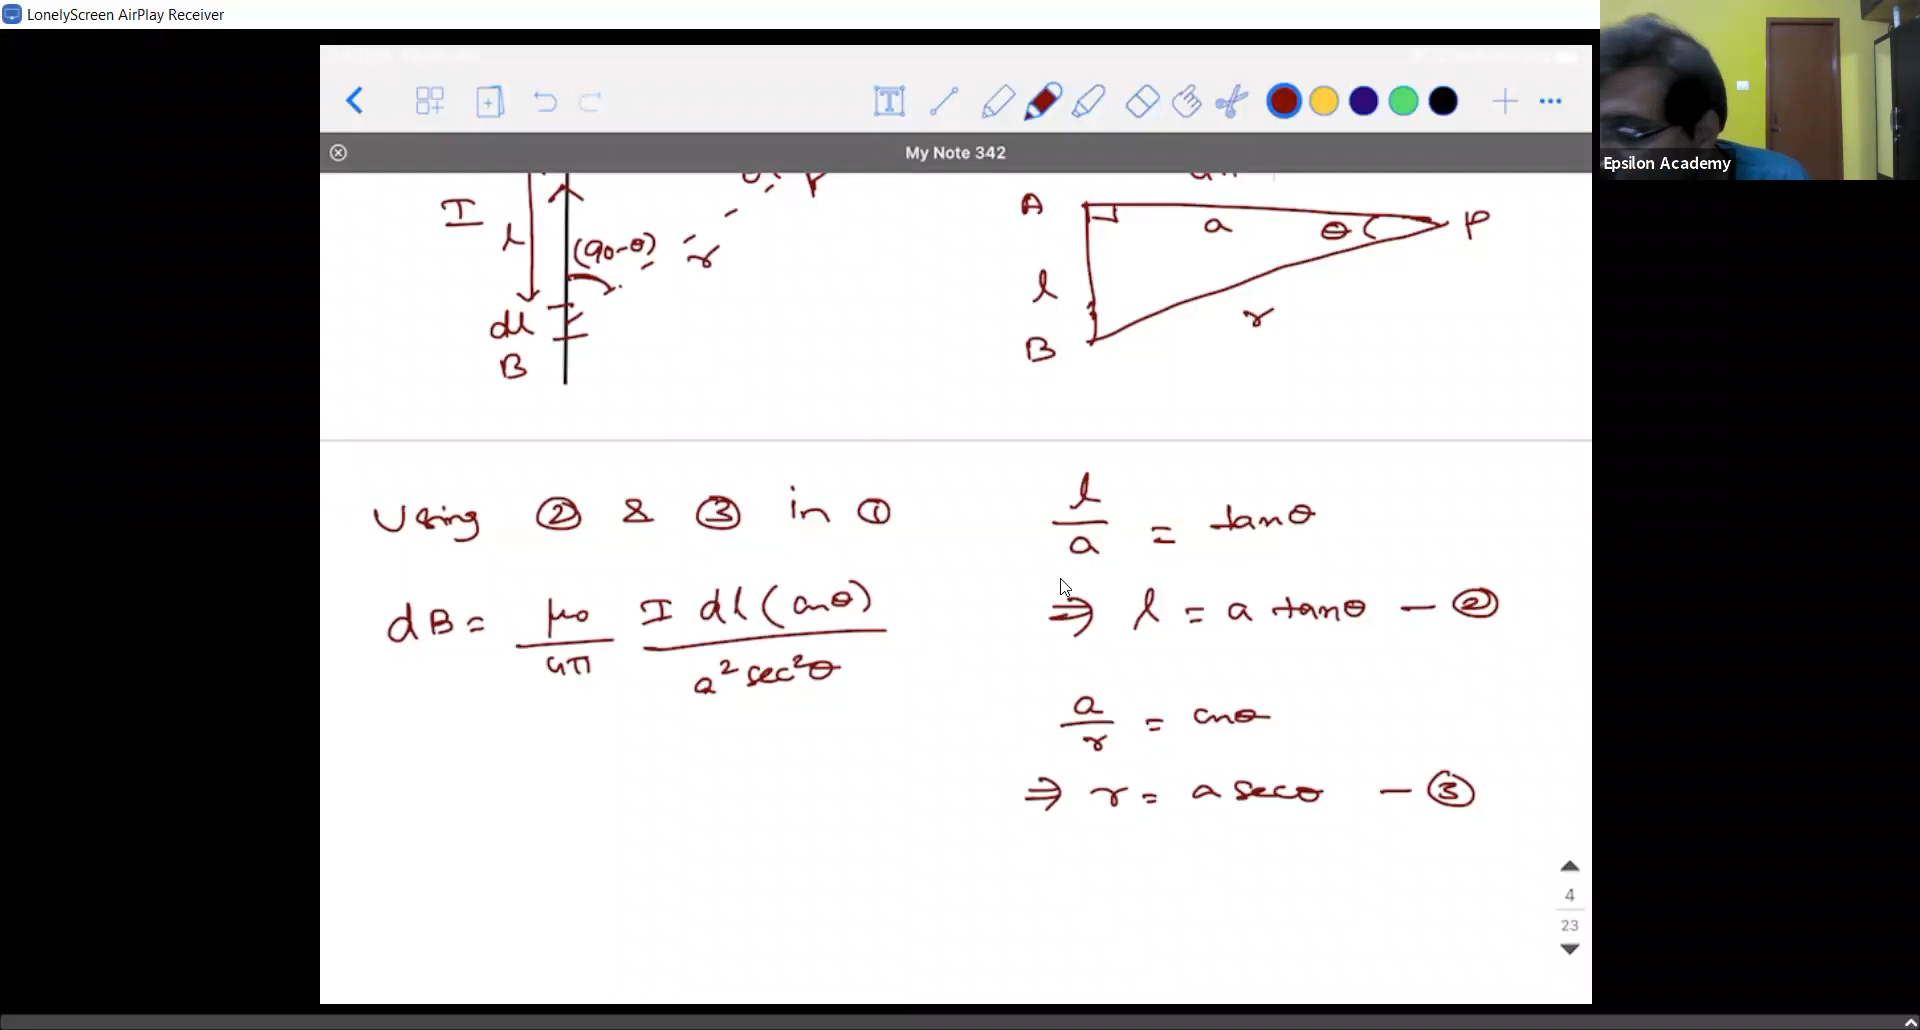 LonelyScreen AirPlay Receiver
Epsilon Academy
My Note 342
I
l
(90-θ)
r
dl
B
A
a
θ
P
l
r
B
Using ② & ③ in ①
dB = μ₀/4π I dl (cosθ)/a² sec²θ
l/a = tanθ
⇒ l = a tanθ — ②
a/r = cosθ
⇒ r = a secθ — ③
4
23